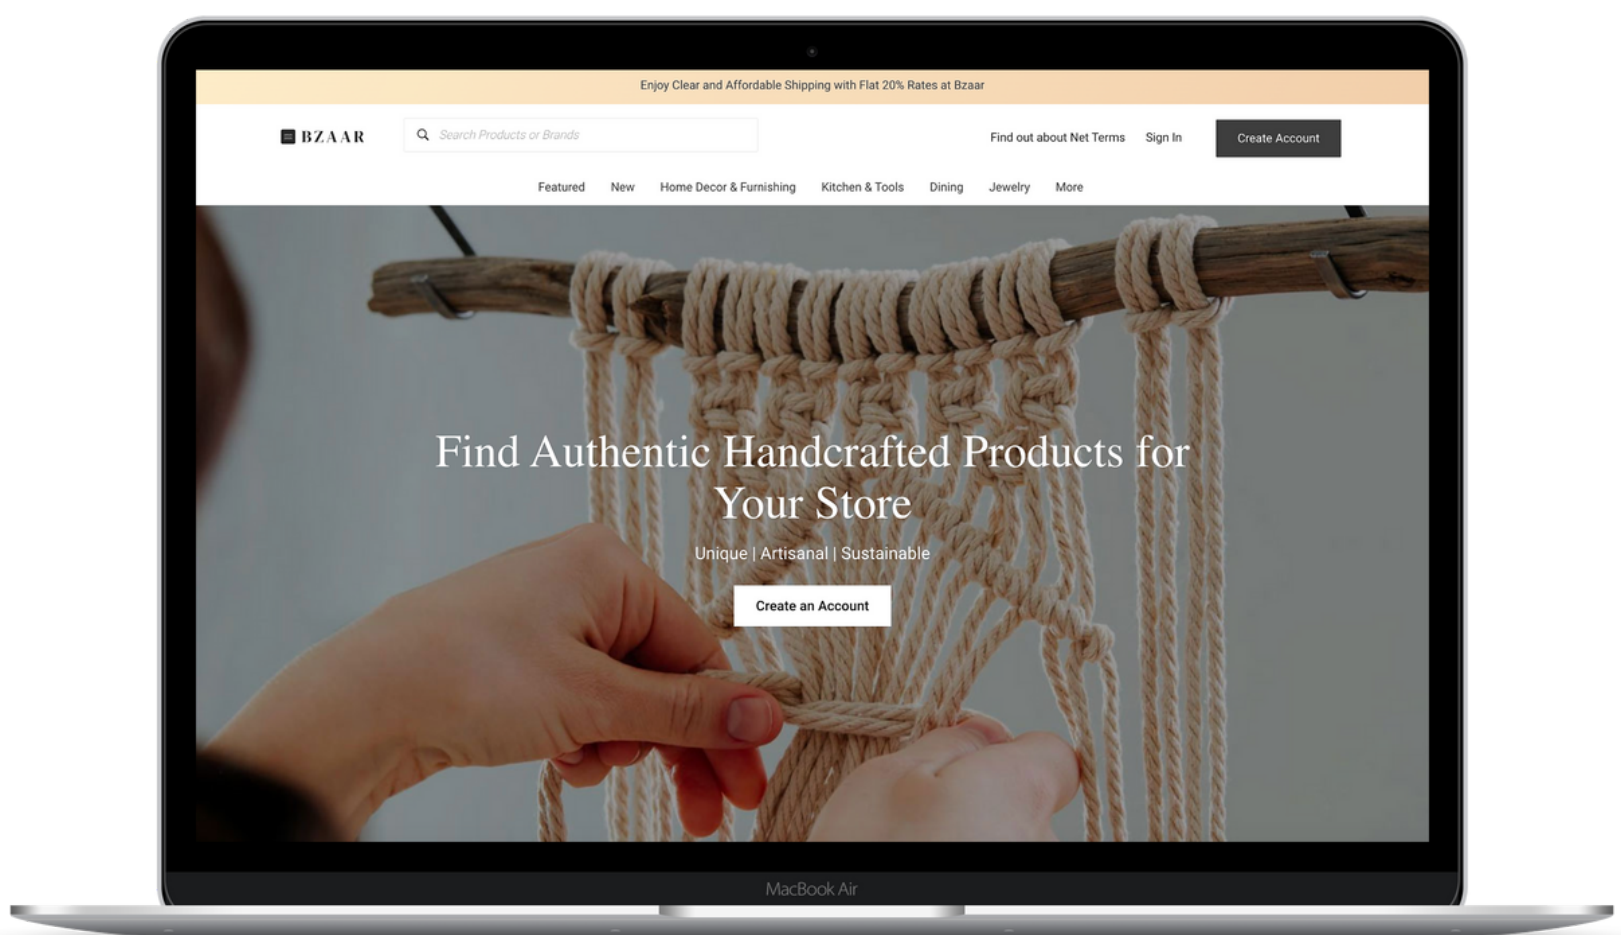 Enjoy Clear and Affordable Shipping with Flat 20% Rates at Bzaar
BZAAR
Search Products or Brands
Find out about Net Terms
Sign In
Create Account
Featured New Home Decor & Furnishing Kitchen & Tools Dining Jewelry More
Find Authentic Handcrafted Products for
Your Store
Unique | Artisanal | Sustainable
Create an Account
MacBook Air